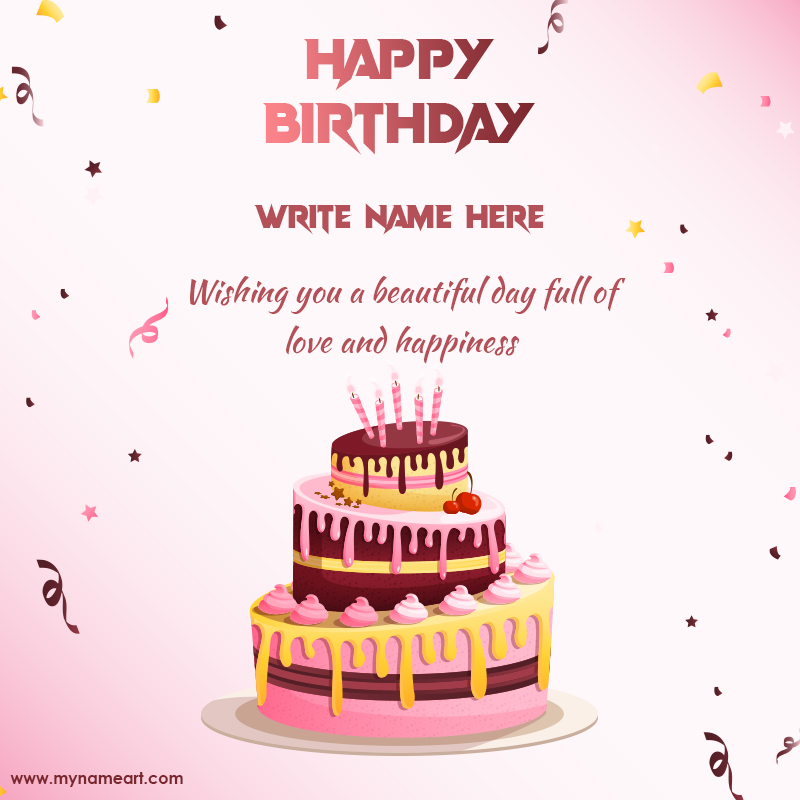 HAPPY
BIRTHDAY
WRITE NAME HERE
Wishing you a beautiful day full of
love and happiness
www.mynameart.com